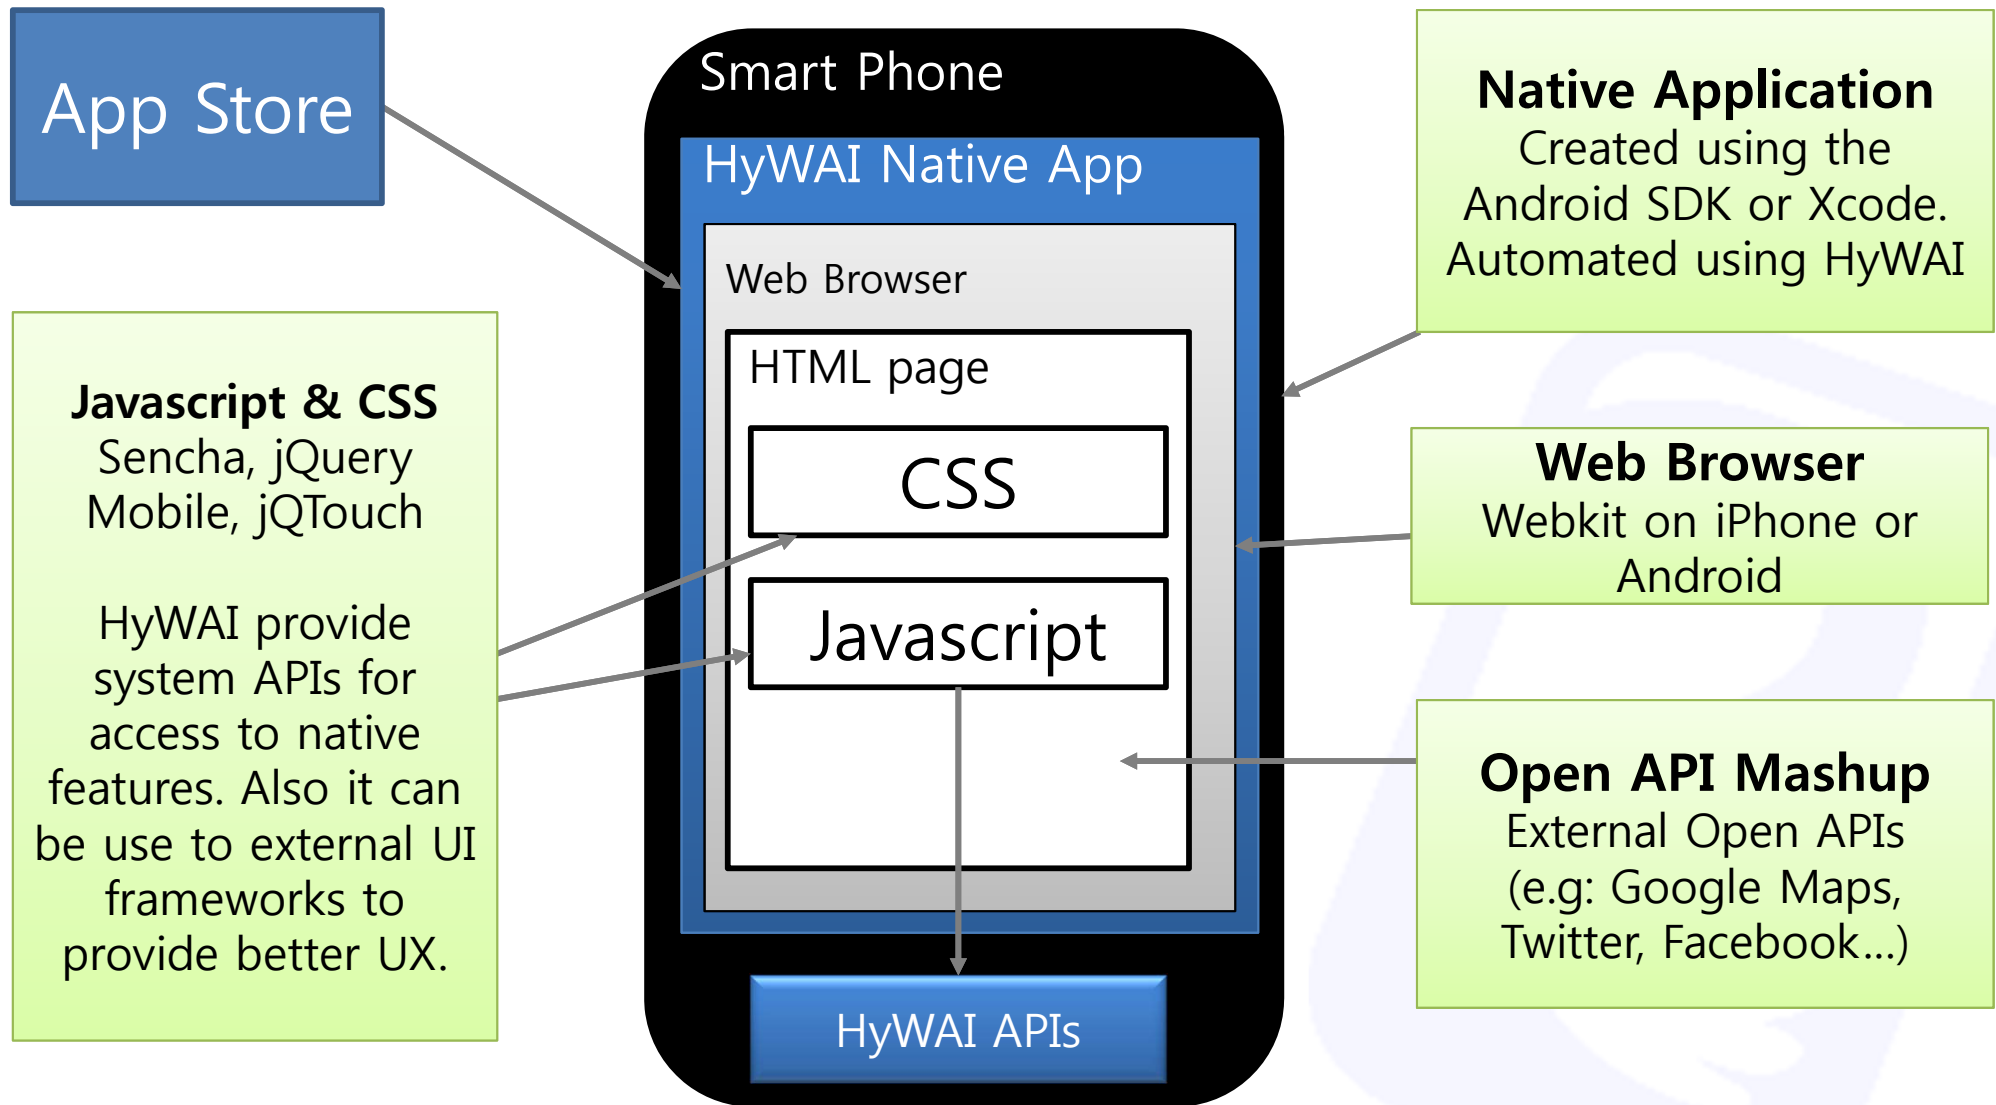 App Store
Javascript & CSS
Sencha, jQuery
Mobile, jQTouch
HyWAI provide
system APIs for
access to native
features. Also it can
be use to external UI
frameworks to
provide better UX.
Smart Phone
HyWAI Native App
Web Browser
HTML page
CSS
Javascript
HyWAI APIs
Native Application
Created using the
Android SDK or Xcode.
Automated using HyWAI
Web Browser
Webkit on iPhone or
Android
Open API Mashup
External Open APIs
(e.g: Google Maps,
Twitter, Facebook...)